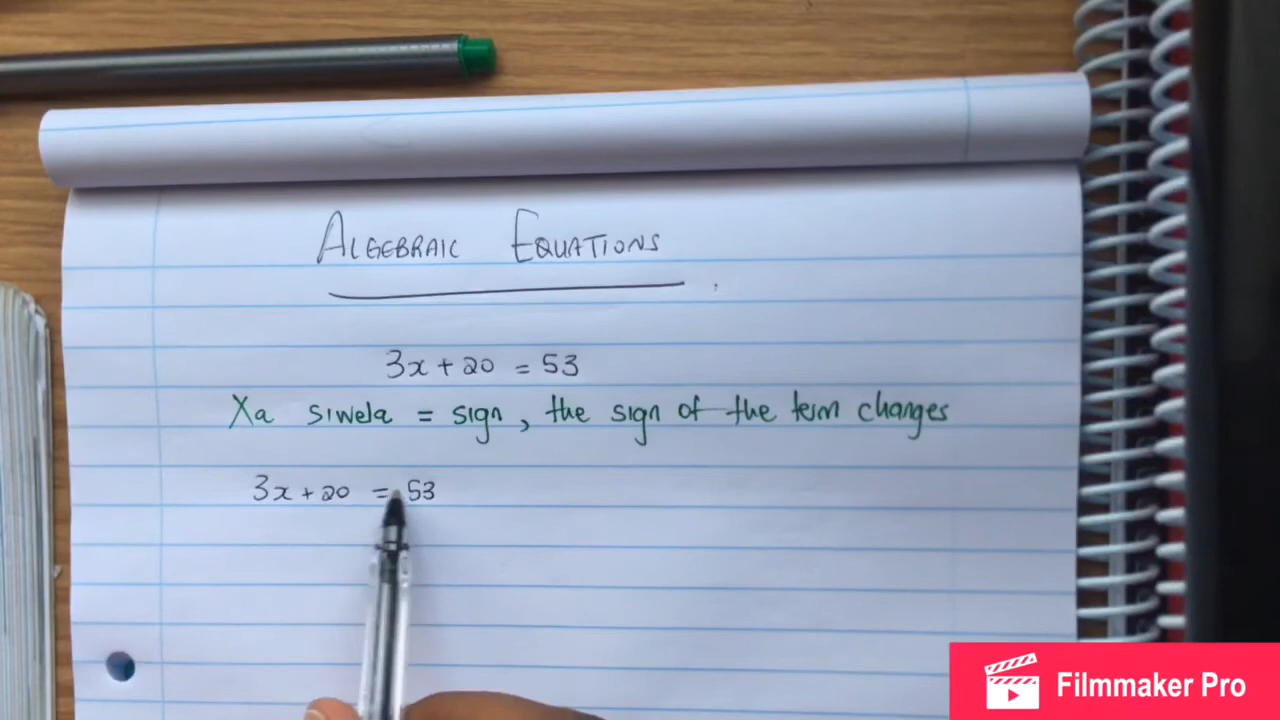 ALGEBRAIC EQUATIONS
3x + 20 = 53
Xa siwela = sign, the sign of the term changes
3x + 20 = 53
Filmmaker Pro